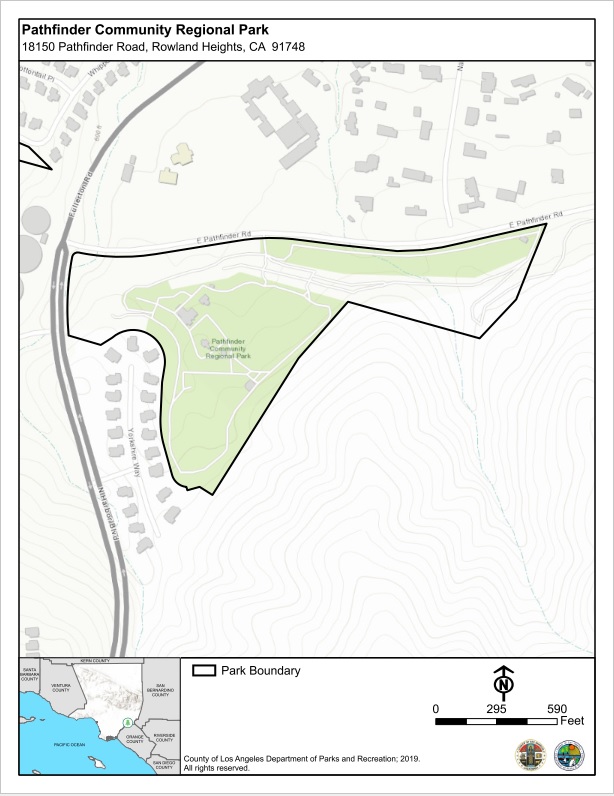 Pathfinder Community Regional Park
18150 Pathfinder Road, Rowland Heights, CA  91748
Fullerton Rd
E Pathfinder Rd
E Pathfinder Rd
Pathfinder
Community
Regional Park
Yorkshire Way
N Harbor Blvd
KERN COUNTY
SANTA
BARBARA
COUNTY
VENTURA
COUNTY
SAN
BERNARDINO
COUNTY
ORANGE
COUNTY
RIVERSIDE
COUNTY
SAN DIEGO
COUNTY
PACIFIC OCEAN
Park Boundary
N
0 295 590
Feet
County of Los Angeles Department of Parks and Recreation; 2019.
All rights reserved.